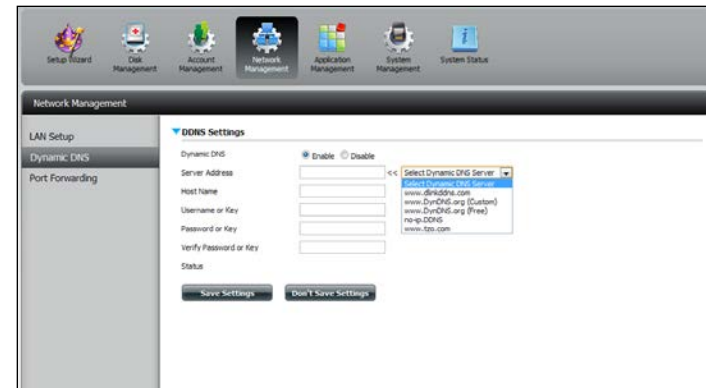 Setup Wizard
Disk Management
Account Management
Network Management
Application Management
System Management
System Status
Network Management
LAN Setup
Dynamic DNS
Port Forwarding
DDNS Settings
Dynamic DNS Enable Disable
Server Address << Select Dynamic DNS Server
Select Dynamic DNS Server
www.dlinkddns.com
www.DynDNS.org (Custom)
www.DynDNS.org (Free)
no-ip.DDNS
www.tzo.com
Host Name
Username or Key
Password or Key
Verify Password or Key
Status
Save Settings Don't Save Settings